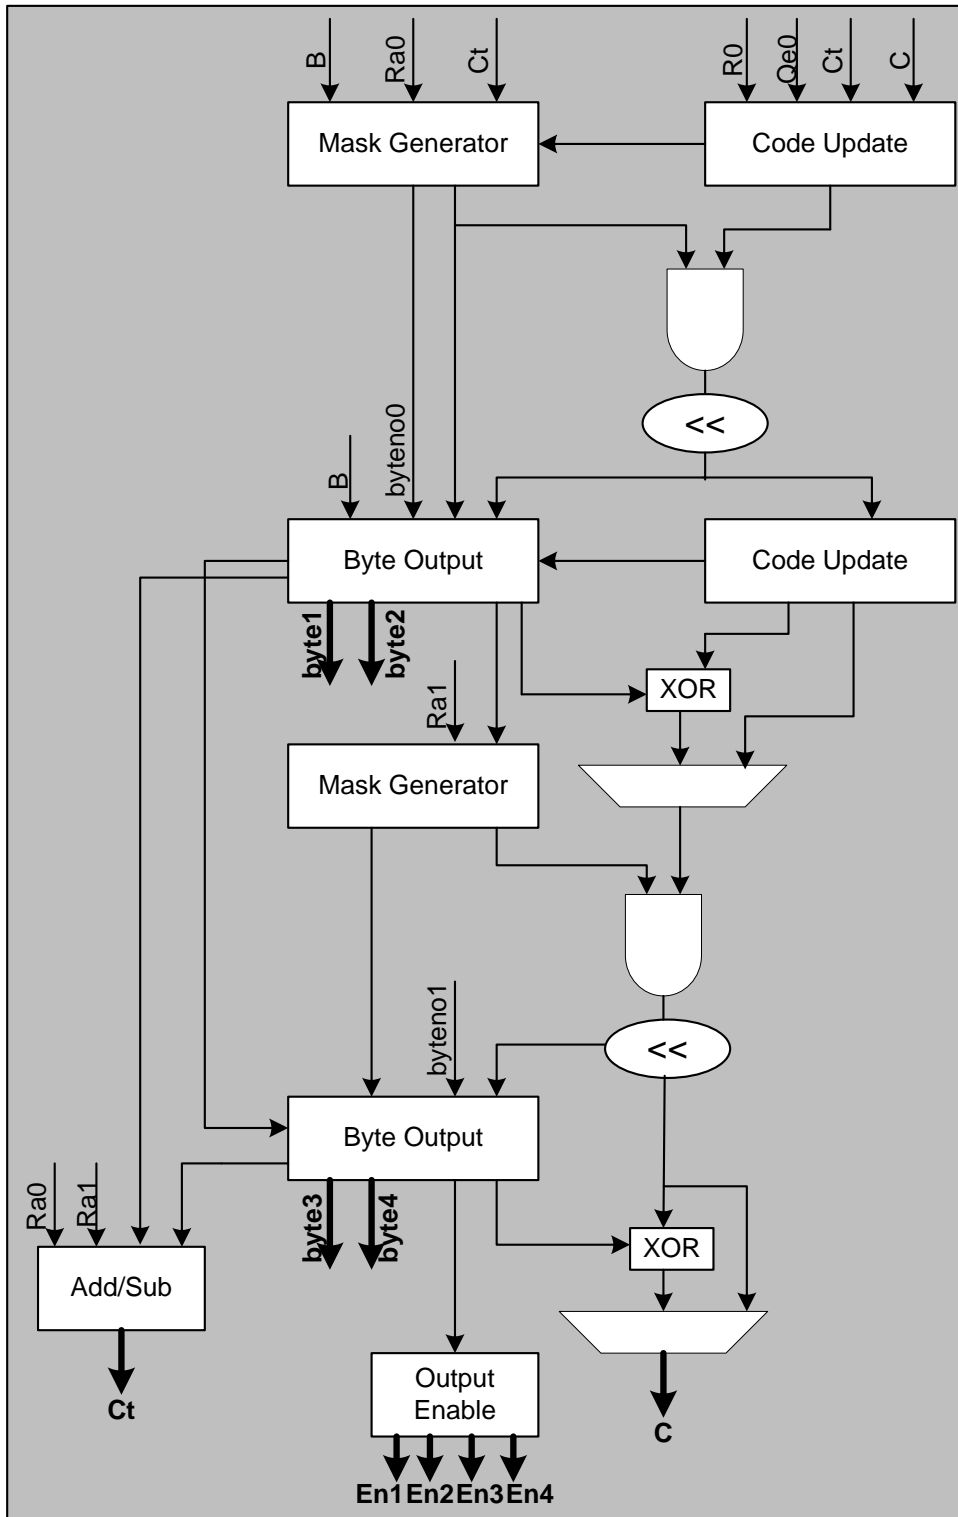 B
Ra0
Ct
R0
Qe0
Ct
C
Mask Generator
Code Update
<<
B
byteno0
Byte Output
Code Update
byte1
byte2
Ra1
XOR
Mask Generator
byteno1
<<
Byte Output
Ra0
Ra1
byte3
byte4
XOR
Add/Sub
Ct
Output
Enable
C
En1 En2 En3 En4